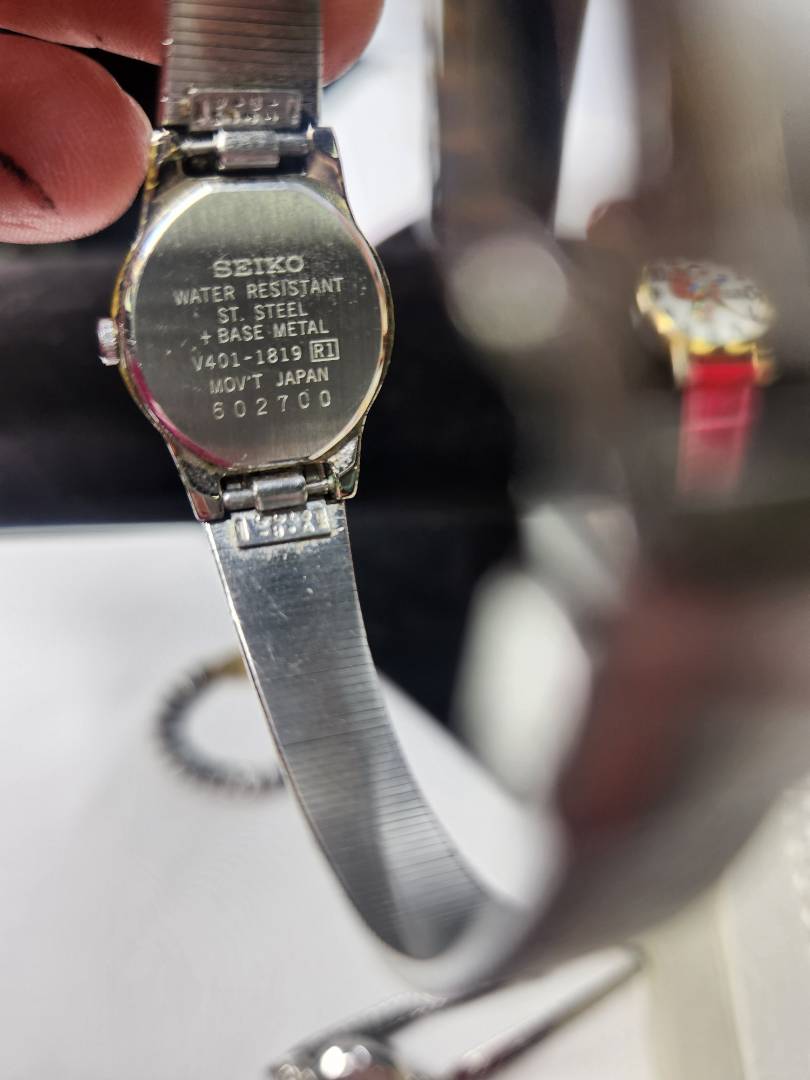 SEIKO
WATER RESISTANT
ST. STEEL
+ BASE METAL
V401-1819 R1
MOV'T JAPAN
602700